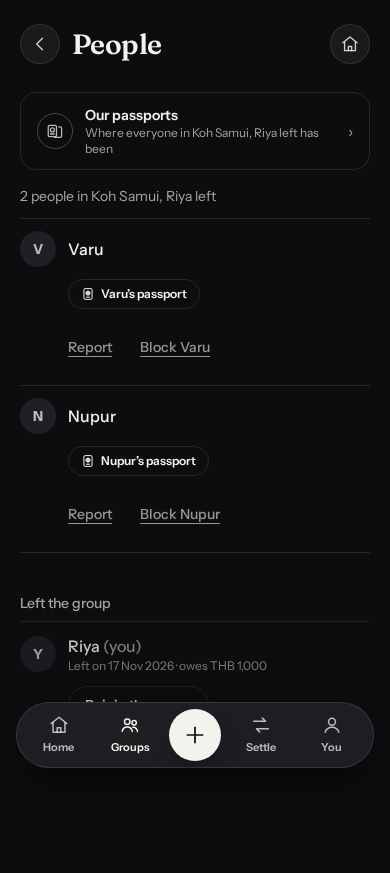 People
Our passports
Where everyone in Koh Samui, Riya left has
been
2 people in Koh Samui, Riya left
V
Varu
Varu's passport
Report
Block Varu
N
Nupur
Nupur's passport
Report
Block Nupur
Left the group
Y
Riya (you)
Left on 17 Nov 2026 · owes THB 1,000
Home
Groups
Settle
You